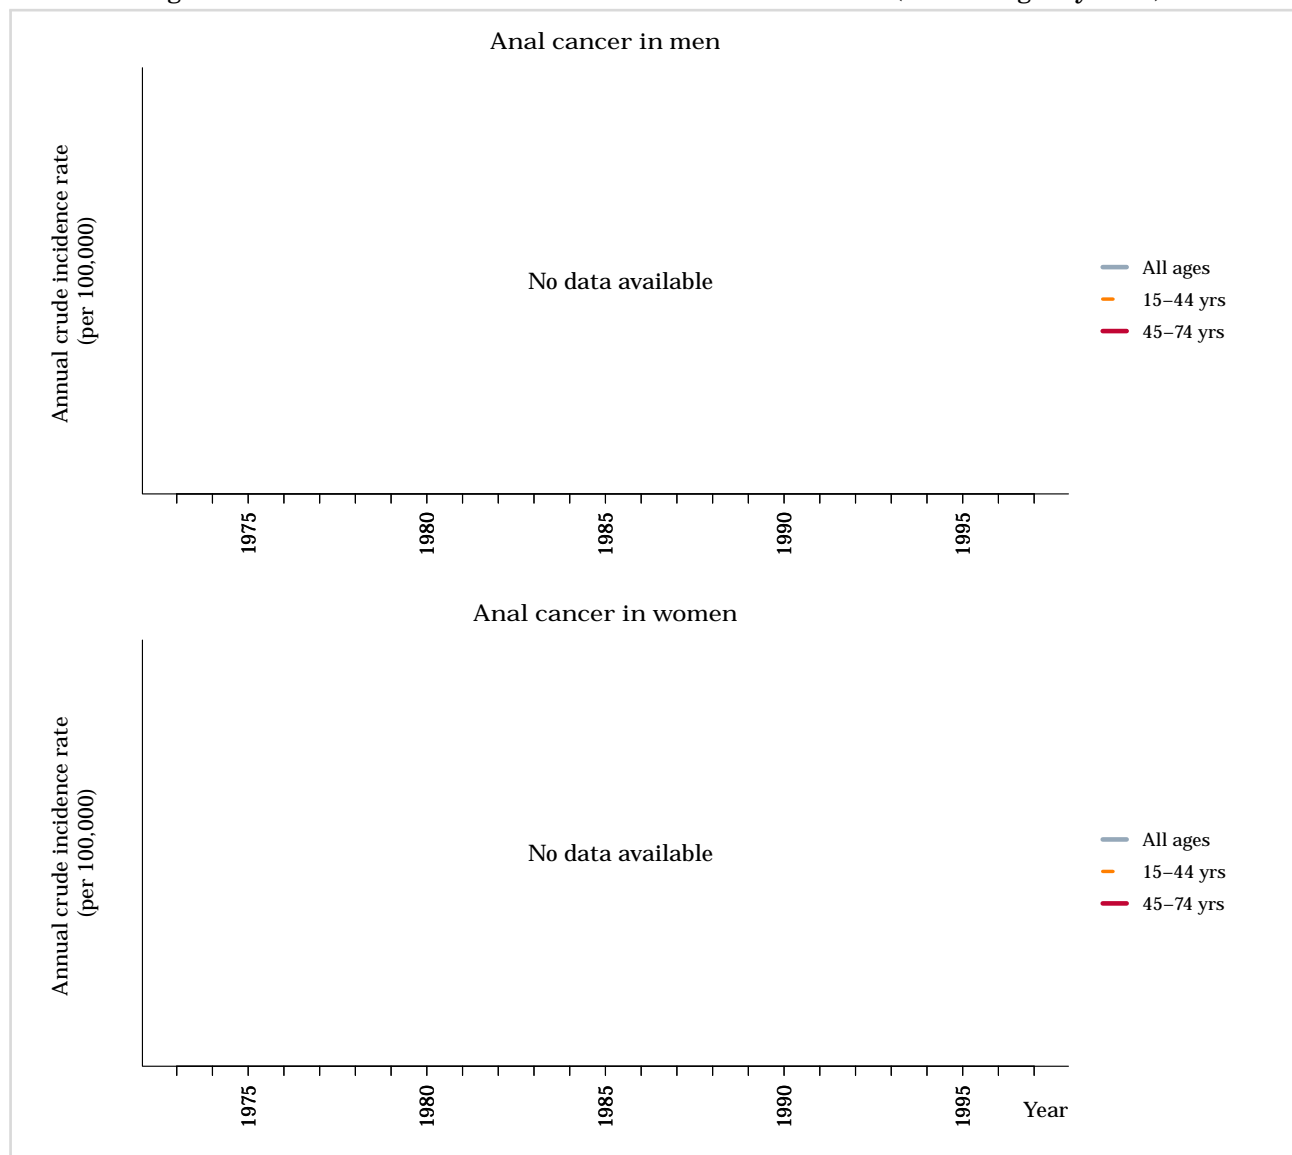 Anal cancer in men
Annual crude incidence rate
(per 100,000)
No data available
All ages
15–44 yrs
45–74 yrs
1975
1980
1985
1990
1995
Anal cancer in women
Annual crude incidence rate
(per 100,000)
No data available
All ages
15–44 yrs
45–74 yrs
1975
1980
1985
1990
1995
Year